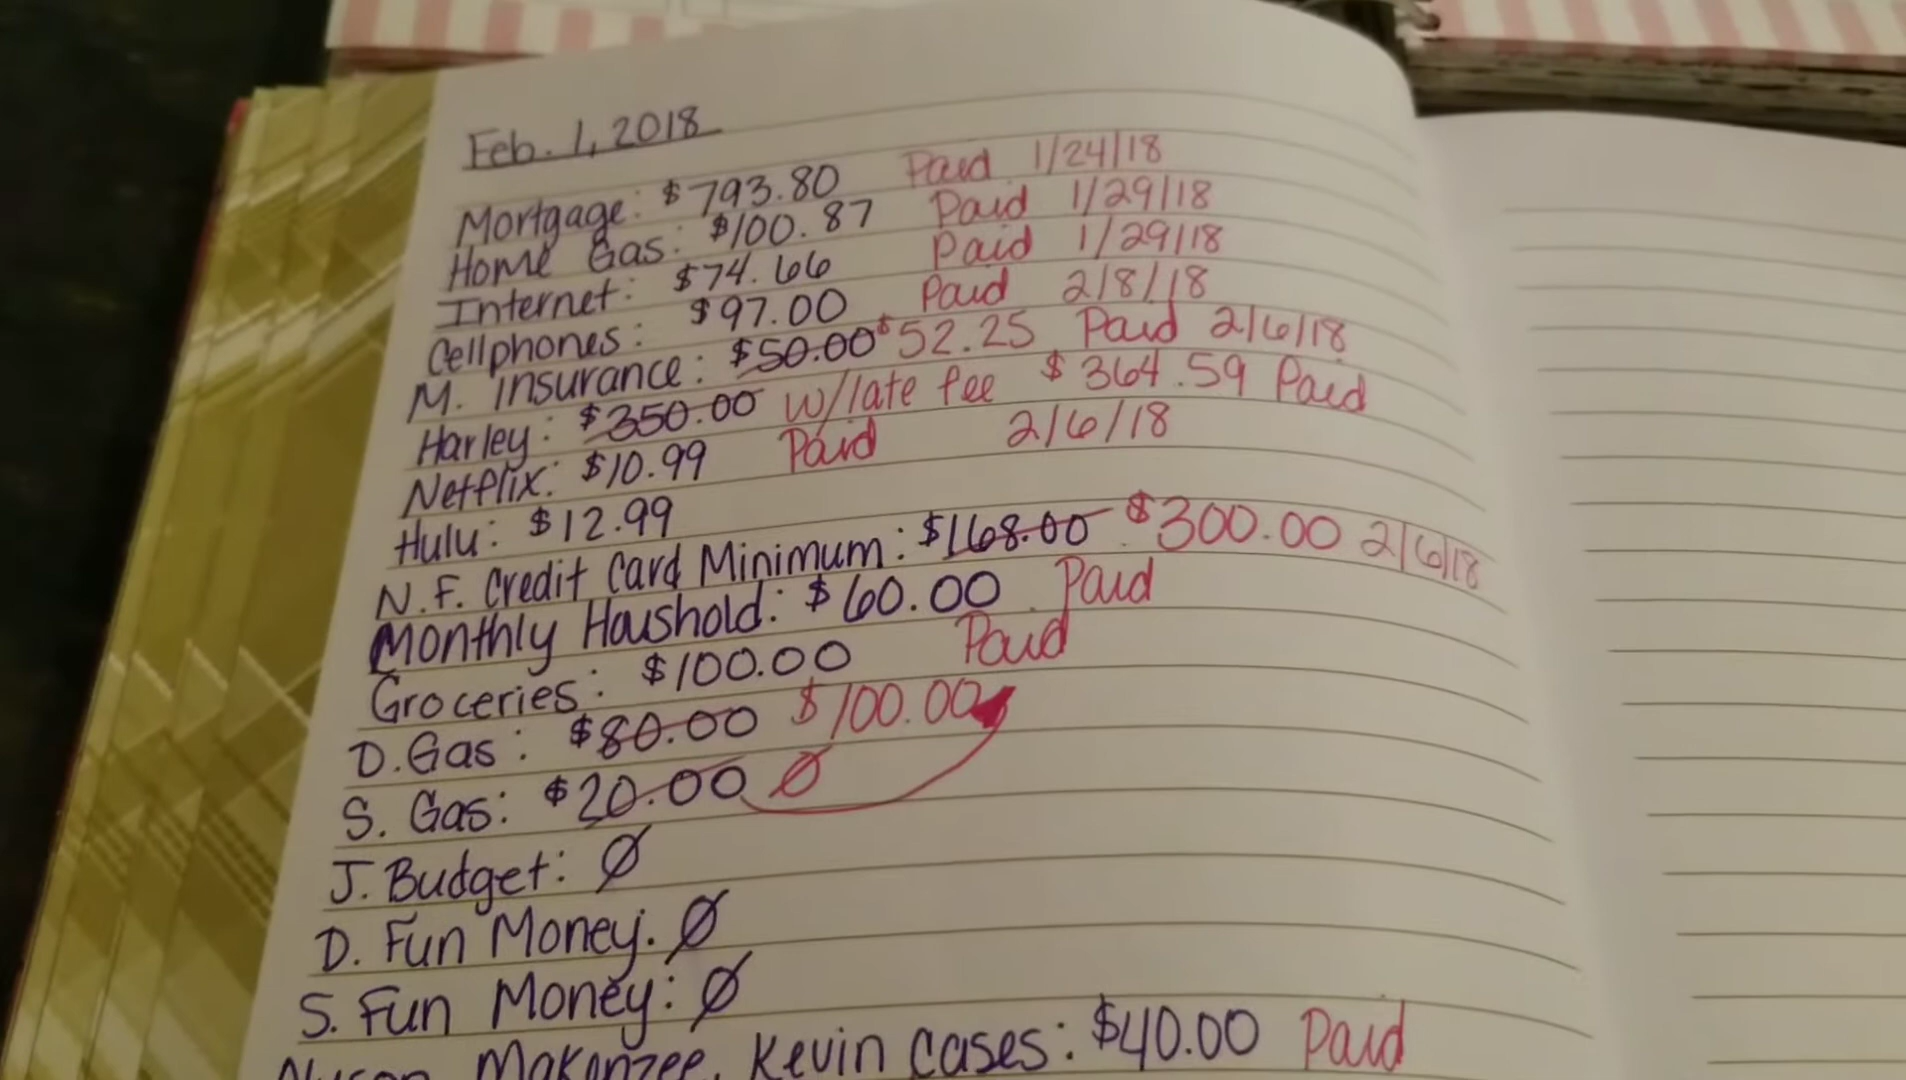 Feb. 1, 2018
Mortgage: $793.80 Paid 1/24/18
Home Gas: $100.87 Paid 1/29/18
Internet: $74.66 Paid 1/29/18
Cellphones: $97.00 Paid 2/8/18
M. Insurance: $50.00 $52.25 Paid 2/6/18
Harley: $350.00 w/late fee $364.59 Paid
Netflix: $10.99 Paid 2/6/18
Hulu: $12.99
N.F. Credit Card Minimum: $168.00 $300.00 2/6/18
Monthly Haushold: $60.00 Paid
Groceries: $100.00 Paid
D. Gas: $80.00 $100.00
S. Gas: $20.00 Ø
J. Budget: Ø
D. Fun Money: Ø
S. Fun Money: Ø
Makenzee, Kevin cases: $40.00 Paid